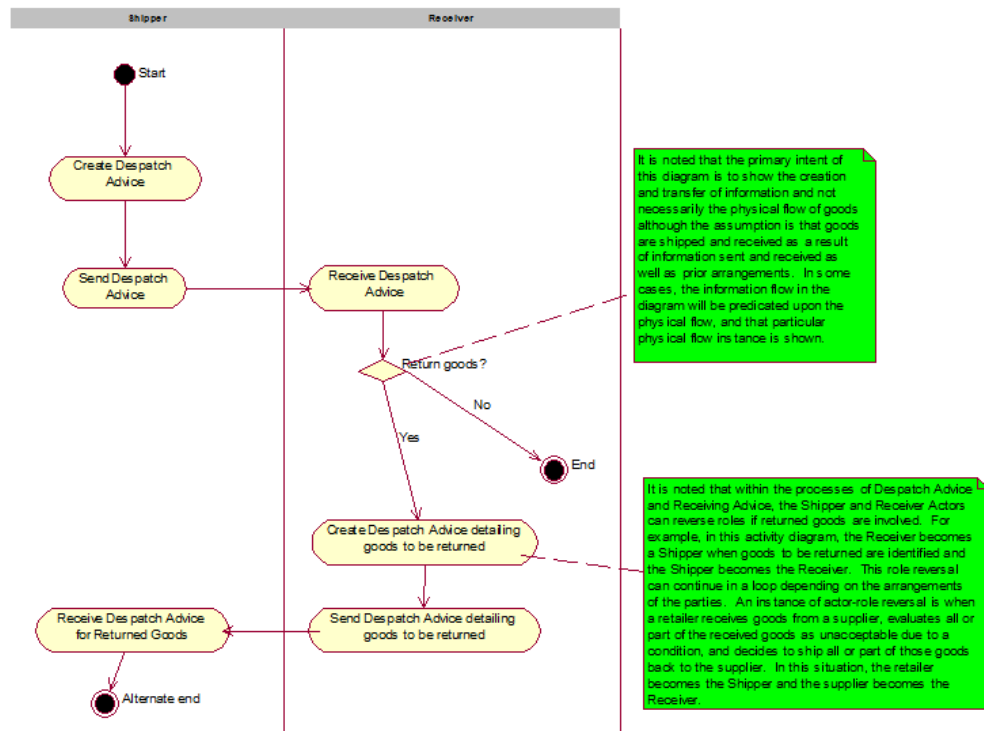 Shipper
Receiver
Start
Create Despatch
Advice
Send Despatch
Advice
Receive Despatch
Advice
It is noted that the primary intent of
this diagram is to show the creation
and transfer of information and not
necessarily the physical flow of goods
although the assumption is that goods
are shipped and received as a result
of information sent and received as
well as prior arrangements. In some
cases, the information flow in the
diagram will be predicated upon the
physical flow, and that particular
physical flow instance is shown.
Return goods?
No
Yes
End
Create Despatch Advice detailing
goods to be returned
It is noted that within the processes of Despatch Advice
and Receiving Advice, the Shipper and Receiver Actors
can reverse roles if returned goods are involved. For
example, in this activity diagram, the Receiver becomes
a Shipper when goods to be returned are identified and
the Shipper becomes the Receiver. This role reversal
can continue in a loop depending on the arrangements
of the parties. An instance of actor-role reversal is when
a retailer receives goods from a supplier, evaluates all or
part of the received goods as unacceptable due to a
condition, and decides to ship all or part of those goods
back to the supplier. In this situation, the retailer
becomes the Shipper and the supplier becomes the
Receiver.
Receive Despatch Advice
for Returned Goods
Send Despatch Advice detailing
goods to be returned
Alternate end